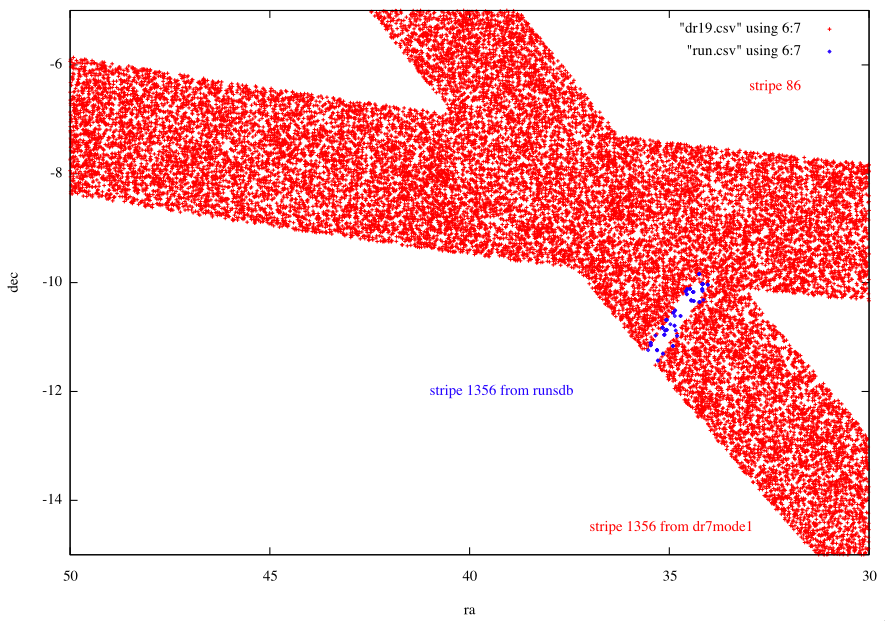 "dr19.csv" using 6:7
"run.csv" using 6:7
stripe 86
-6
-8
-10
-12
-14
dec
stripe 1356 from runsdb
stripe 1356 from dr7mode1
50
45
40
35
30
ra